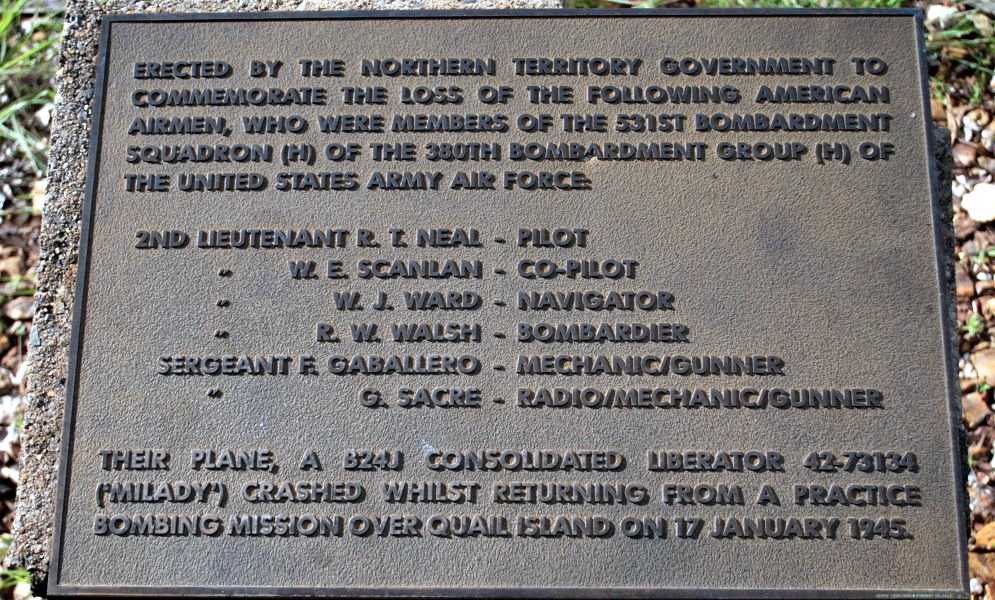 ERECTED BY THE NORTHERN TERRITORY GOVERNMENT TO
COMMEMORATE THE LOSS OF THE FOLLOWING AMERICAN
AIRMEN, WHO WERE MEMBERS OF THE 531ST BOMBARDMENT
SQUADRON (H) OF THE 380TH BOMBARDMENT GROUP (H) OF
THE UNITED STATES ARMY AIR FORCE:
2ND LIEUTENANT R. T. NEAL - PILOT
" W. E. SCANLAN - CO-PILOT
" W. J. WARD - NAVIGATOR
" R. W. WALSH - BOMBARDIER
SERGEANT F. GABALLERO - MECHANIC/GUNNER
" G. SACRE - RADIO/MECHANIC/GUNNER
THEIR PLANE, A B24J CONSOLIDATED LIBERATOR 42-73134
("MILADY") CRASHED WHILST RETURNING FROM A PRACTICE
BOMBING MISSION OVER QUAIL ISLAND ON 17 JANUARY 1945.